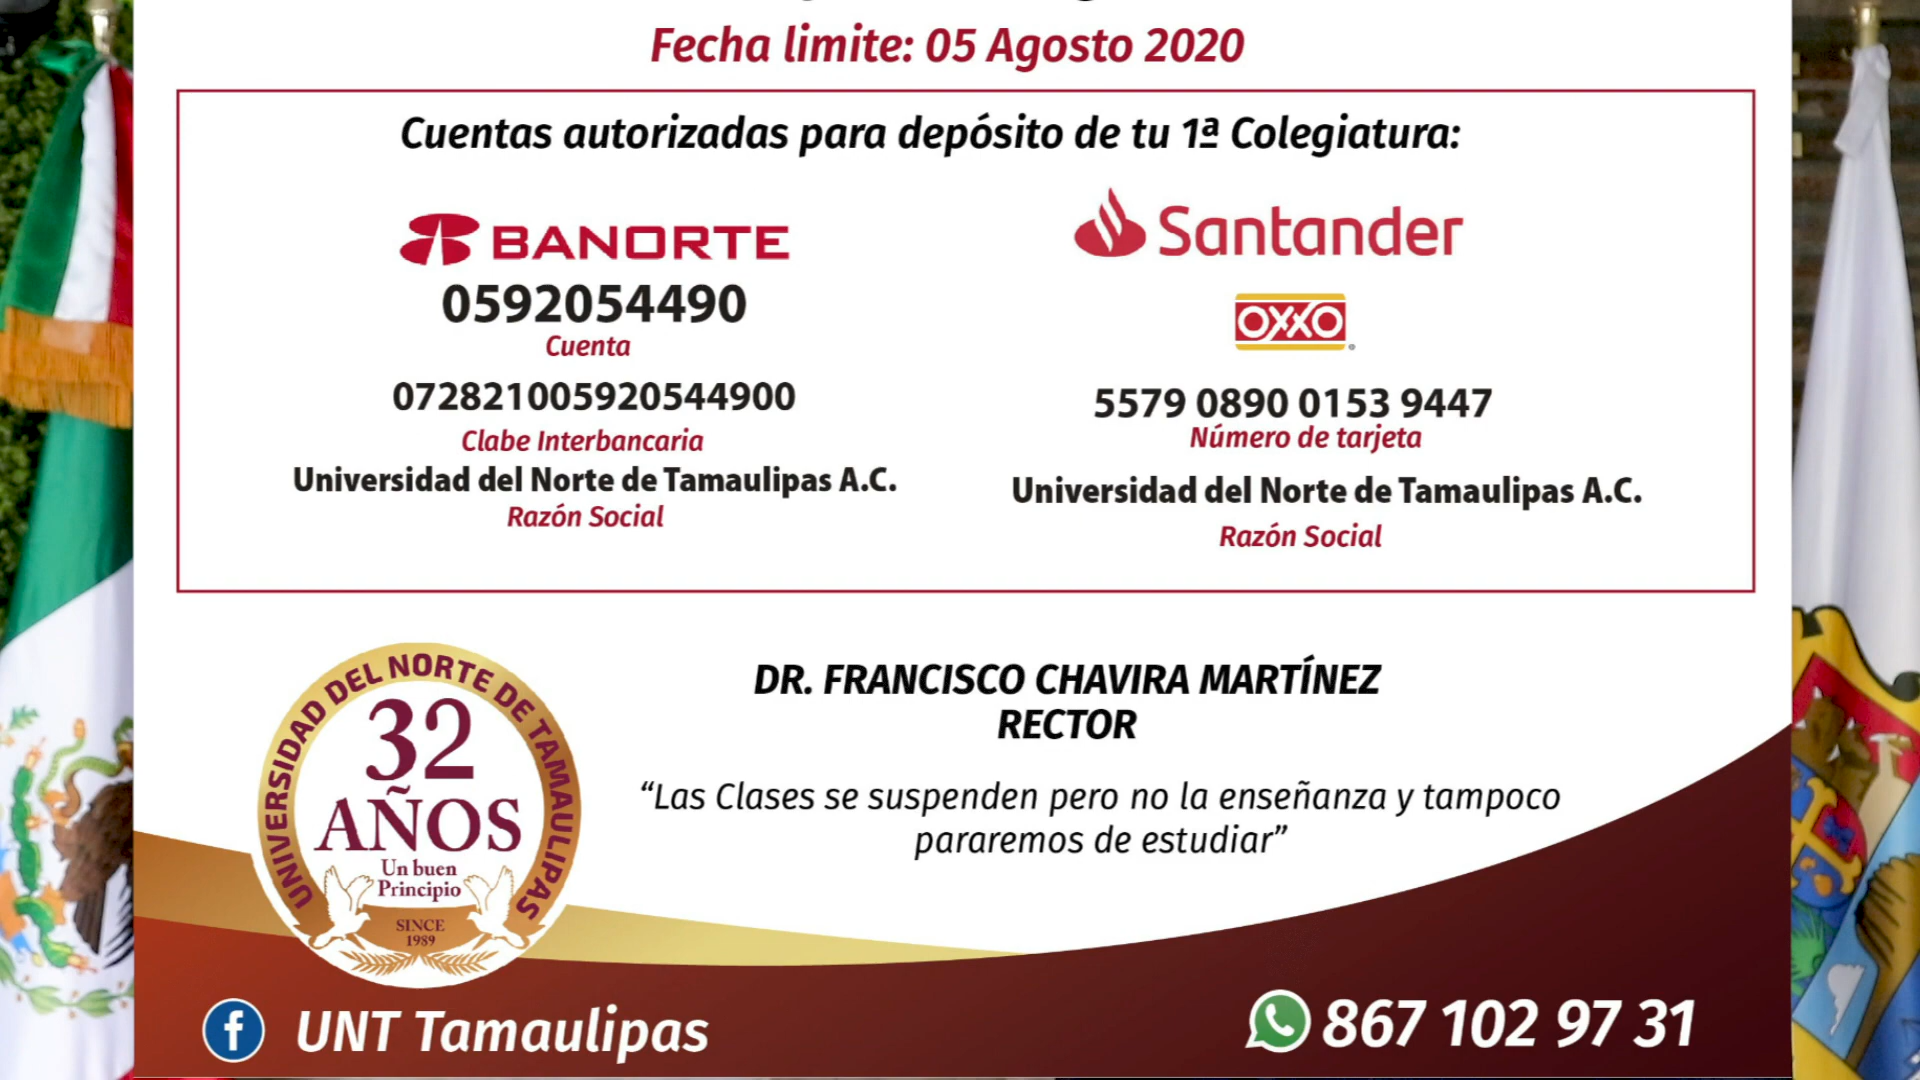 Fecha limite: 05 Agosto 2020
Cuentas autorizadas para depósito de tu 1ª Colegiatura:
BANORTE
0592054490
Cuenta
072821005920544900
Clabe Interbancaria
Universidad del Norte de Tamaulipas A.C.
Razón Social
Santander
OXXO
5579 0890 0153 9447
Número de tarjeta
Universidad del Norte de Tamaulipas A.C.
Razón Social
UNIVERSIDAD DEL NORTE DE TAMAULIPAS
32
AÑOS
Un buen
Principio
SINCE
1989
DR. FRANCISCO CHAVIRA MARTÍNEZ
RECTOR
“Las Clases se suspenden pero no la enseñanza y tampoco
pararemos de estudiar”
f UNT Tamaulipas
867 102 97 31